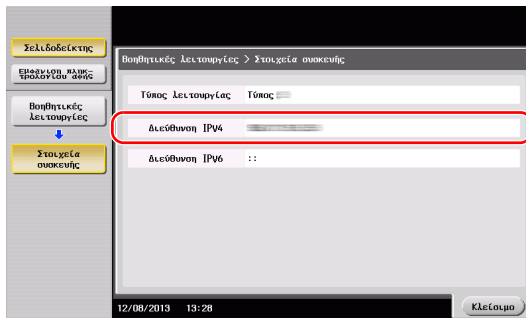 Σελιδοδείκτης
Εμφάνιση πληκ-
τρολογίου αφής
Βοηθητικές
λειτουργίες
Στοιχεία
συσκευής
Βοηθητικές λειτουργίες > Στοιχεία συσκευής
Τύπος λειτουργίας Τύπος
Διεύθυνση IPV4
Διεύθυνση IPV6 ::
12/08/2013 13:28
Κλείσιμο